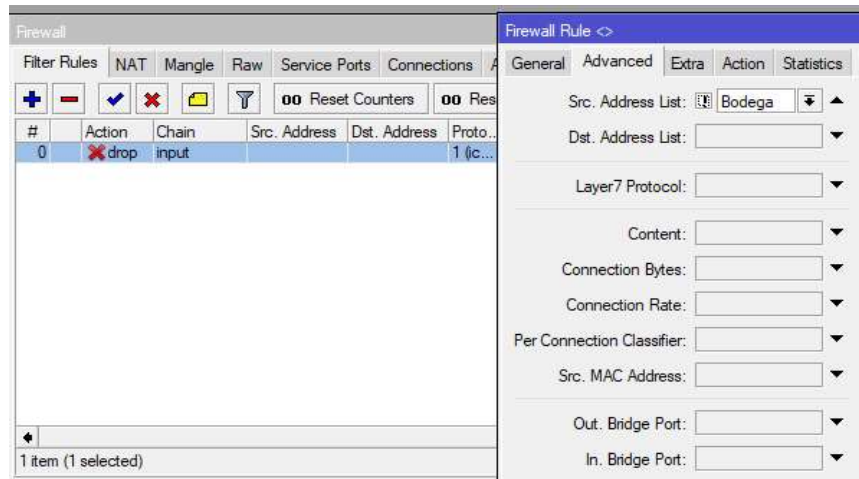 Firewall
Filter Rules NAT Mangle Raw Service Ports Connections
00 Reset Counters 00 Res
# Action Chain Src. Address Dst. Address Proto...
0 drop input 1 (ic...
1 item (1 selected)
Firewall Rule <>
General Advanced Extra Action Statistics
Src. Address List: ! Bodega
Dst. Address List:
Layer7 Protocol:
Content:
Connection Bytes:
Connection Rate:
Per Connection Classifier:
Src. MAC Address:
Out. Bridge Port:
In. Bridge Port: